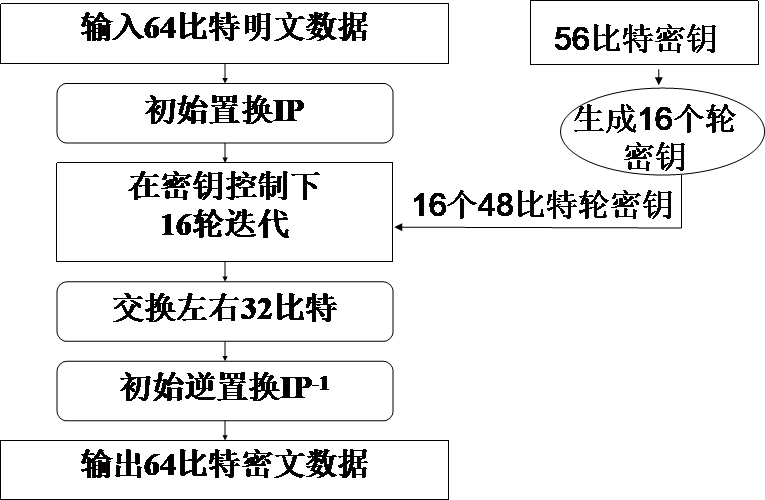 输入64比特明文数据
56比特密钥
初始置换IP
生成16个轮
密钥
在密钥控制下
16轮迭代
16个48比特轮密钥
交换左右32比特
初始逆置换IP-1
输出64比特密文数据